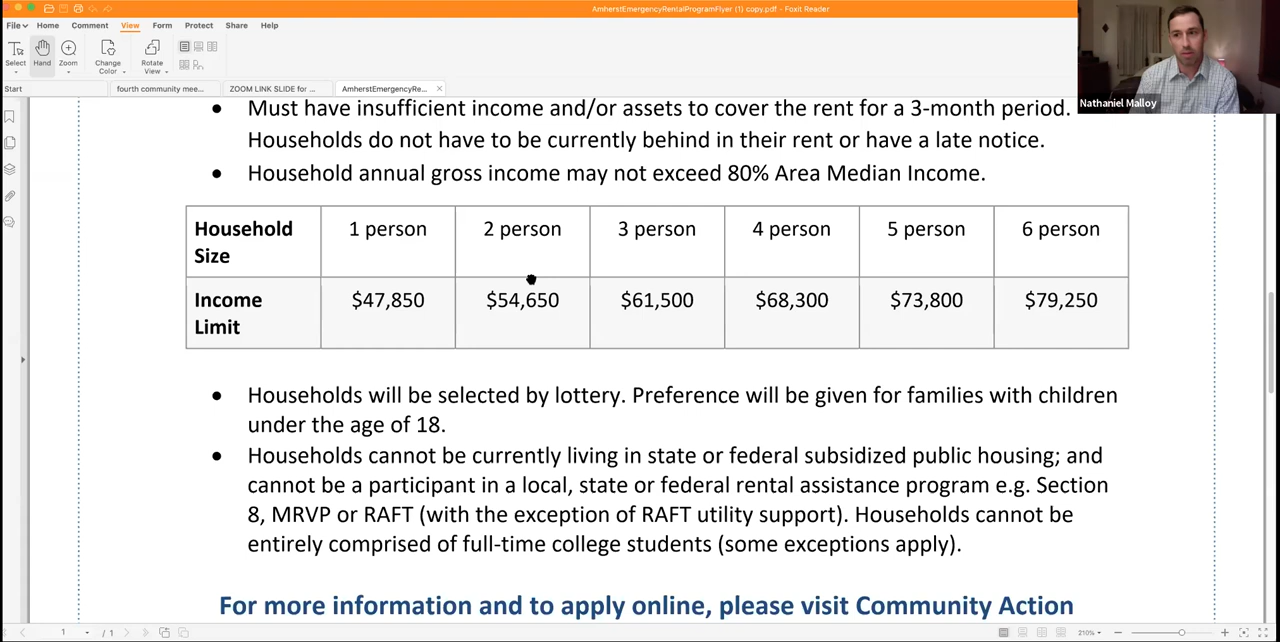 AmherstEmergencyRentalProgramFlyer (1) copy.pdf - Foxit Reader
File Home Comment View Form Protect Share Help
Select Hand Zoom Change Color Rotate View
Start fourth community mee... ZOOM LINK SLIDE for ... AmherstEmergencyRe...
Nathaniel Malloy
• Must have insufficient income and/or assets to cover the rent for a 3-month period.
Households do not have to be currently behind in their rent or have a late notice.
• Household annual gross income may not exceed 80% Area Median Income.
Household Size 1 person 2 person 3 person 4 person 5 person 6 person
Income Limit $47,850 $54,650 $61,500 $68,300 $73,800 $79,250
• Households will be selected by lottery. Preference will be given for families with children
under the age of 18.
• Households cannot be currently living in state or federal subsidized public housing; and
cannot be a participant in a local, state or federal rental assistance program e.g. Section
8, MRVP or RAFT (with the exception of RAFT utility support). Households cannot be
entirely comprised of full-time college students (some exceptions apply).
For more information and to apply online, please visit Community Action
1 / 1 210%